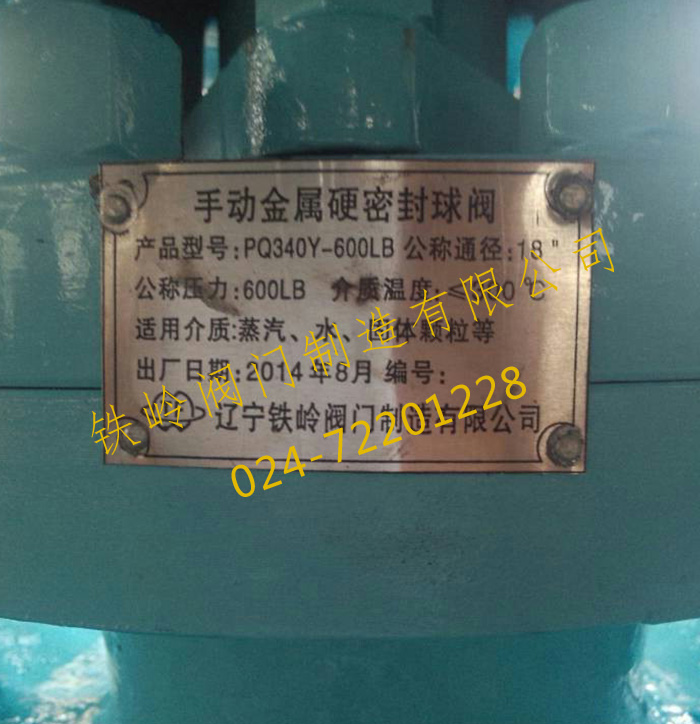 手动金属硬密封球阀
产品型号:PQ340Y-600LB 公称通径:18"
公称压力:600LB 介质温度:≤ 0℃
适用介质:蒸汽、水、固体颗粒等
出厂日期:2014年8月 编号:
辽宁铁岭阀门制造有限公司
铁岭阀门制造有限公司
024-72201228